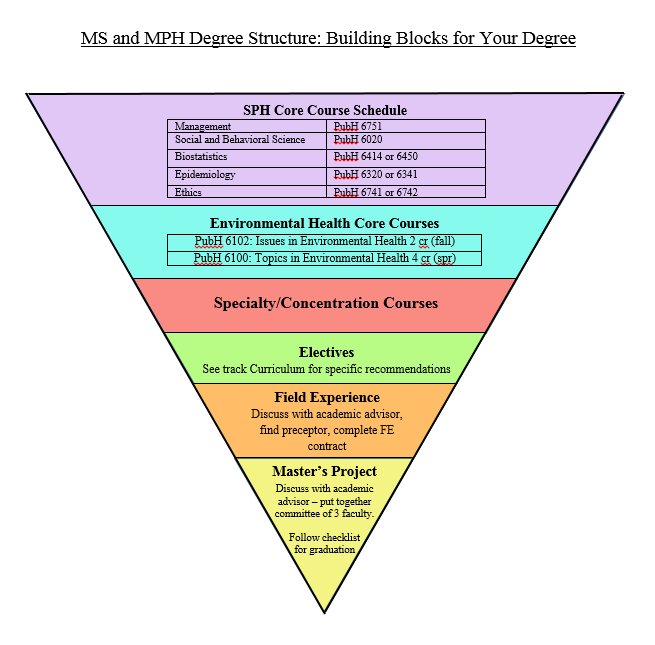 MS and MPH Degree Structure: Building Blocks for Your Degree
SPH Core Course Schedule
Management PubH 6751
Social and Behavioral Science PubH 6020
Biostatistics PubH 6414 or 6450
Epidemiology PubH 6320 or 6341
Ethics PubH 6741 or 6742
Environmental Health Core Courses
PubH 6102: Issues in Environmental Health 2 cr (fall)
PubH 6100: Topics in Environmental Health 4 cr (spr)
Specialty/Concentration Courses
Electives
See track Curriculum for specific recommendations
Field Experience
Discuss with academic advisor,
find preceptor, complete FE
contract
Master's Project
Discuss with academic
advisor – put together
committee of 3 faculty.
Follow checklist
for graduation